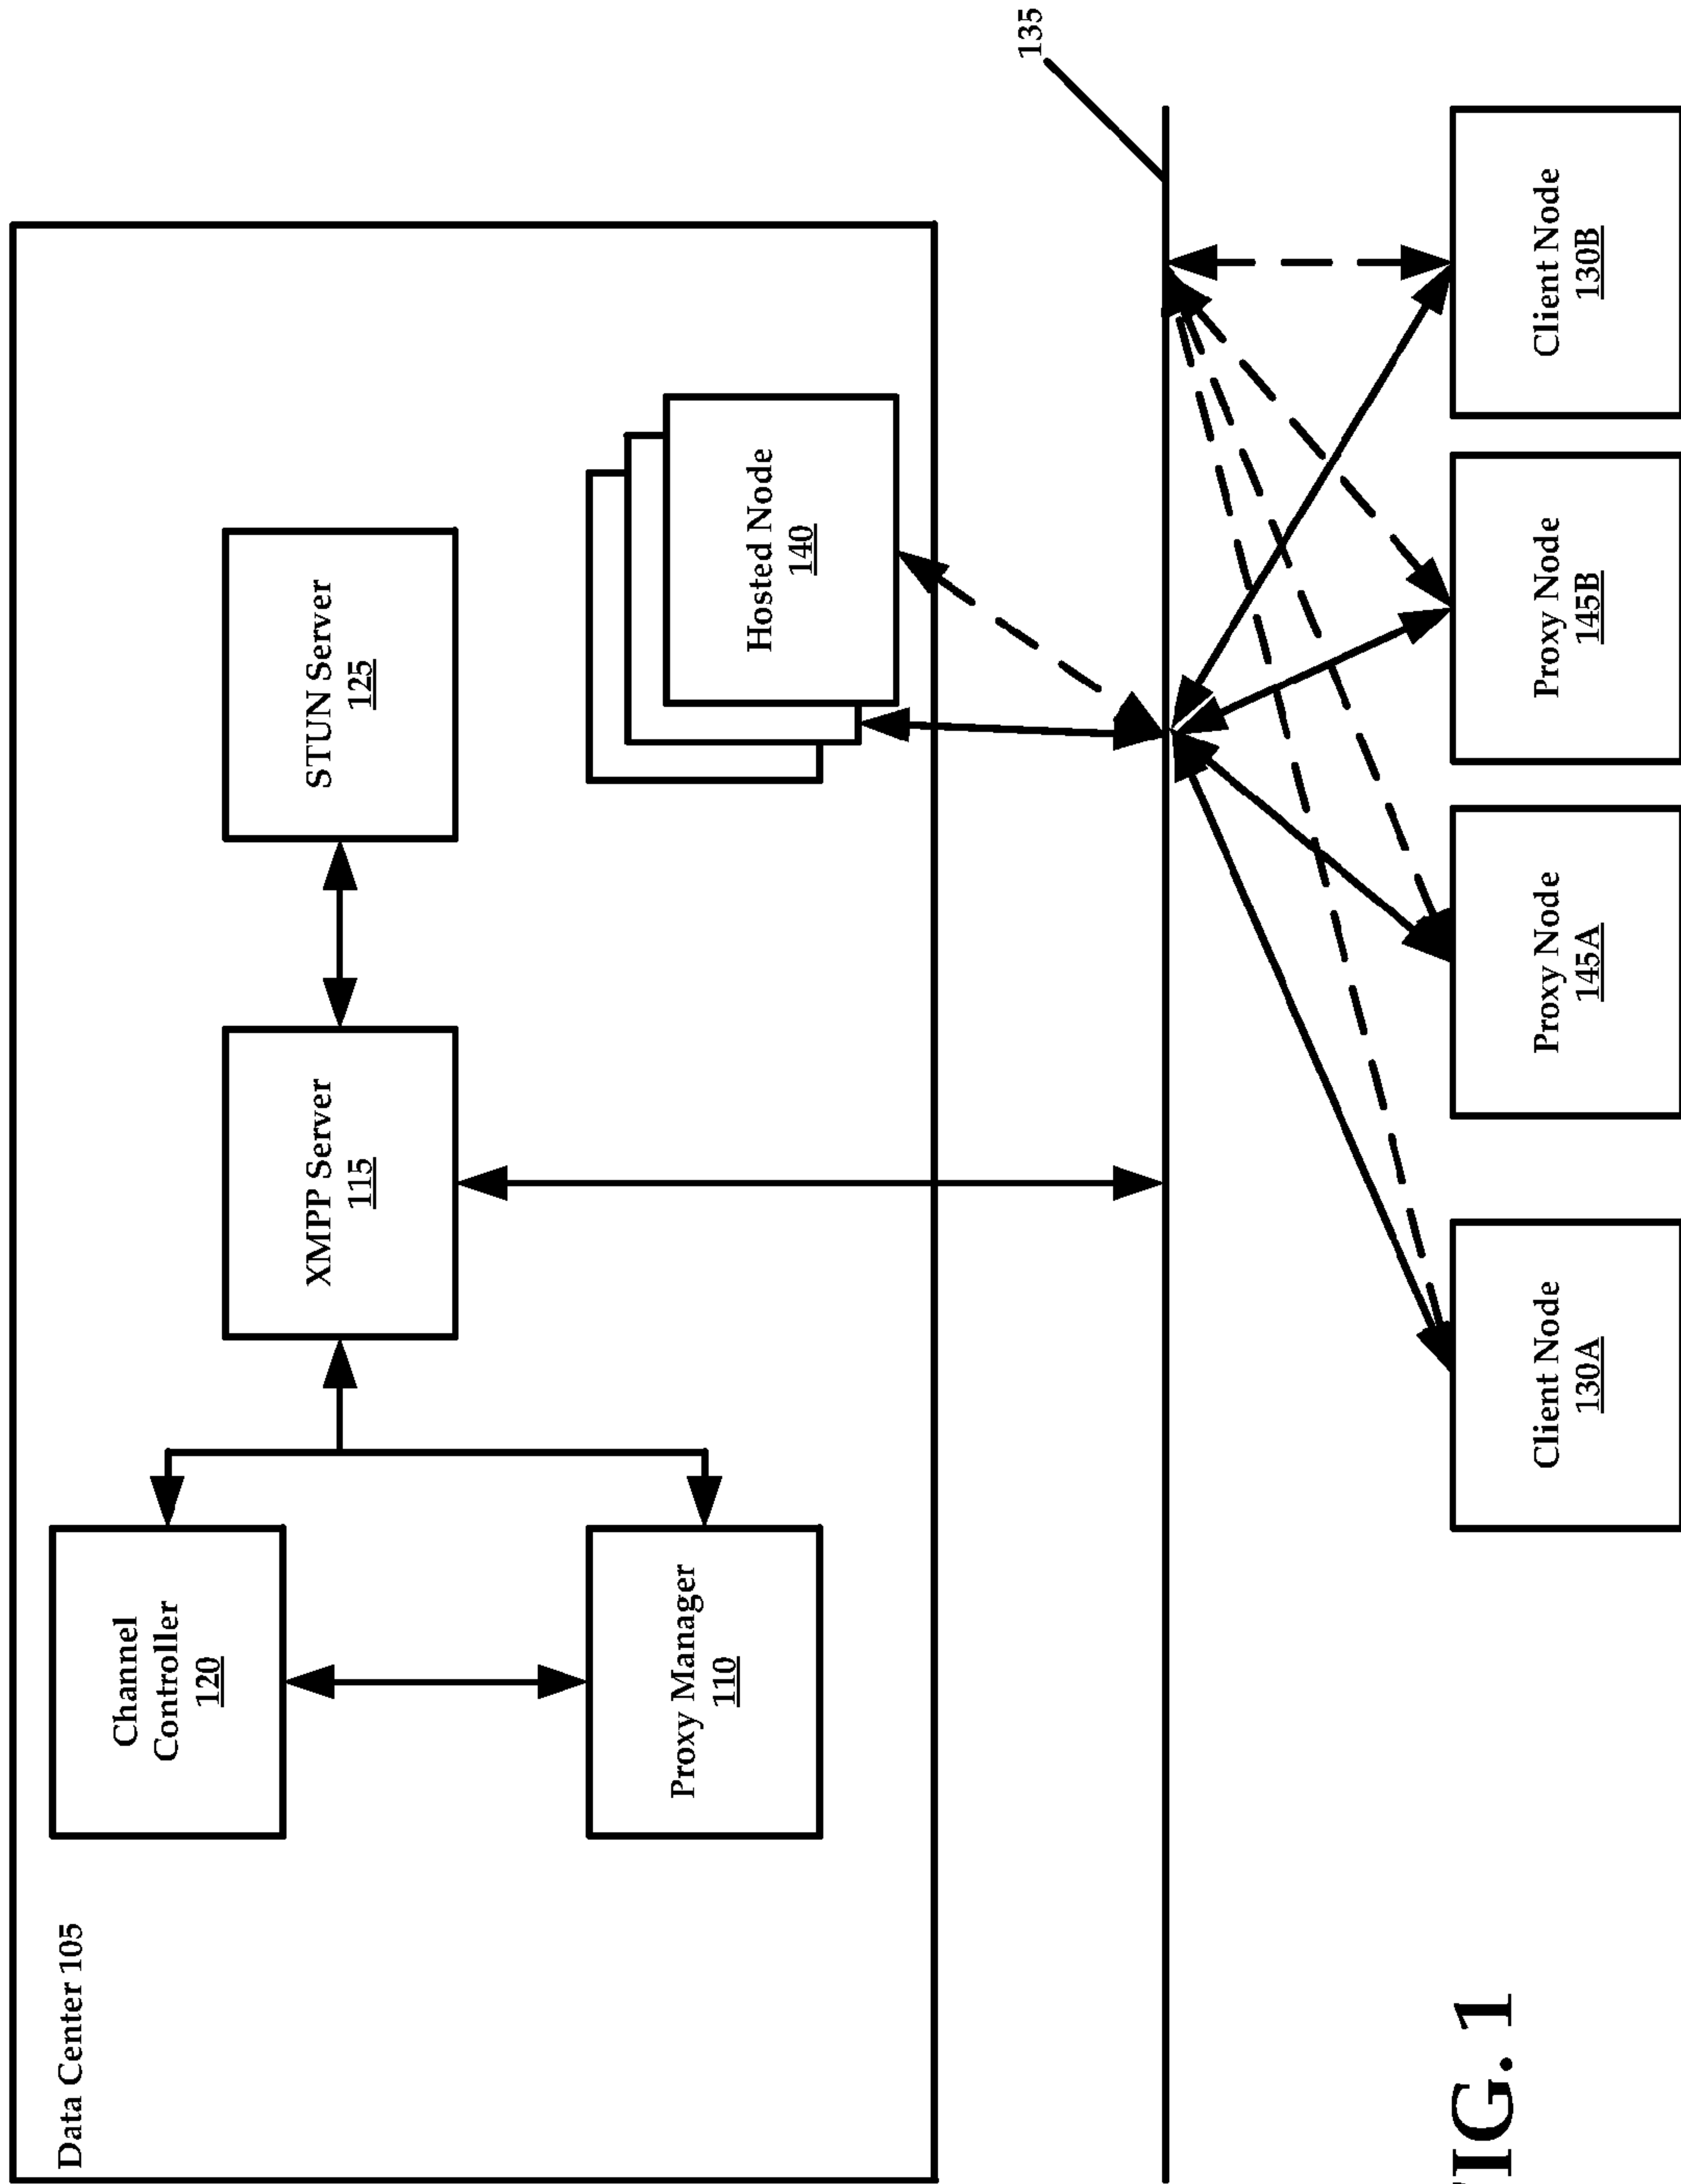 Data Center 105
Channel
Controller
120
Proxy Manager
110
XMPP Server
115
STUN Server
125
Hosted Node
140
135
Client Node
130A
Proxy Node
145A
Proxy Node
145B
Client Node
130B
FIG. 1